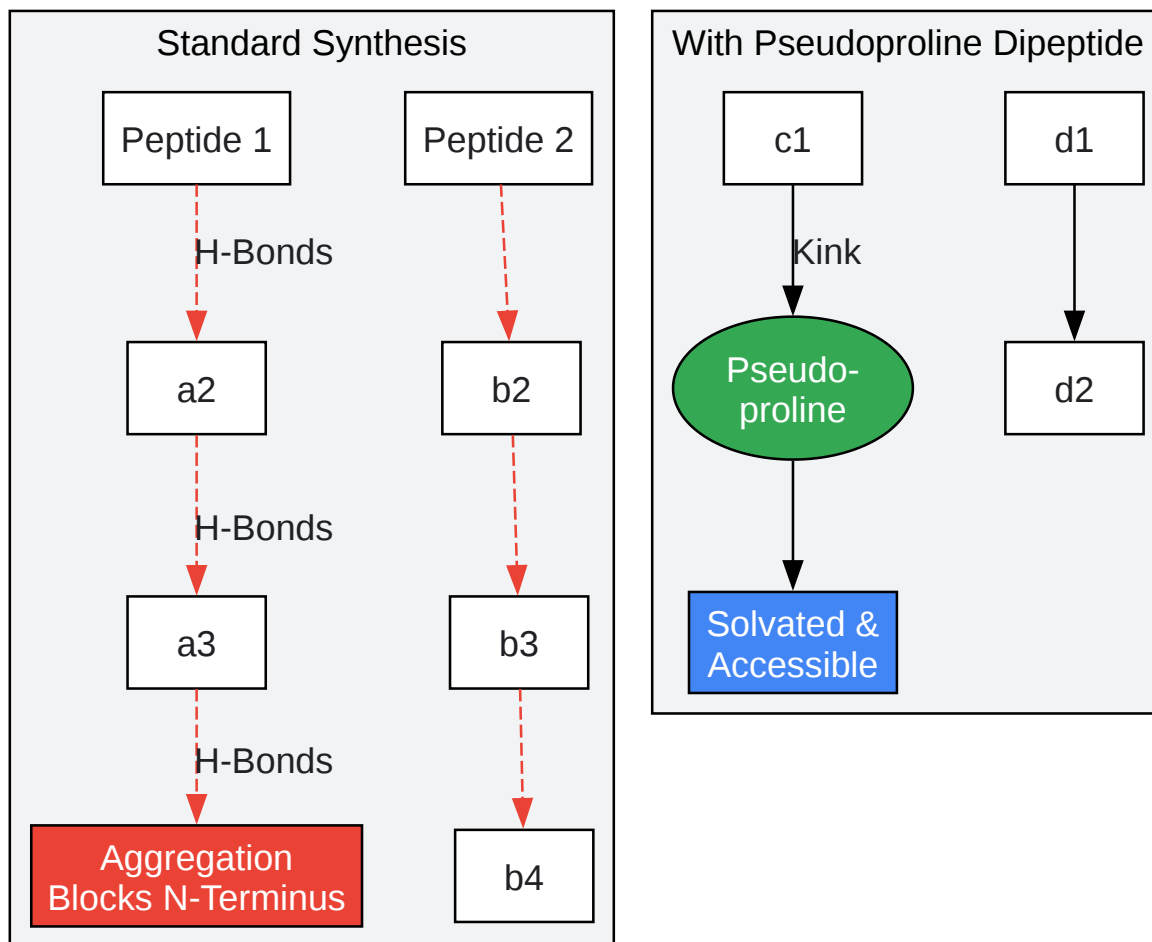 Standard Synthesis
Peptide 1
Peptide 2
H-Bonds
a2
b2
H-Bonds
a3
b3
H-Bonds
Aggregation
Blocks N-Terminus
b4
With Pseudoproline Dipeptide
c1
d1
Kink
Pseudo-
proline
d2
Solvated &
Accessible